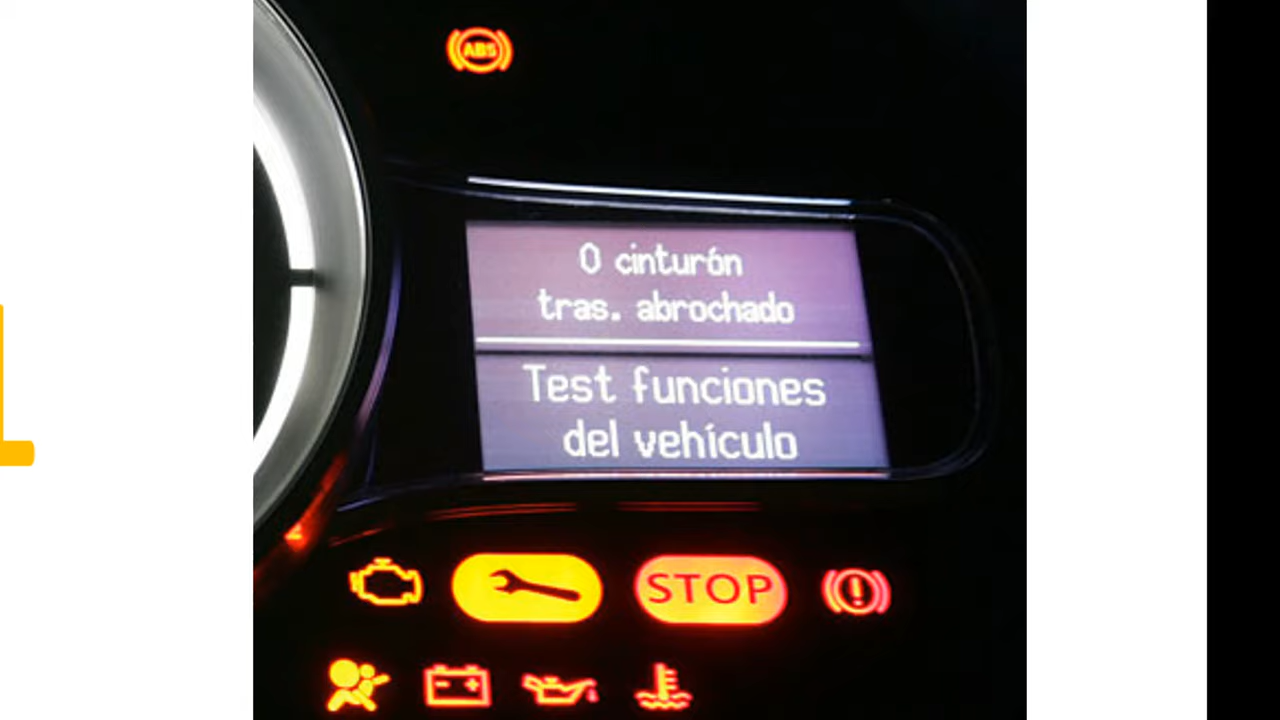 ABS
0 cinturón
tras. abrochado
Test funciones
del vehículo
STOP